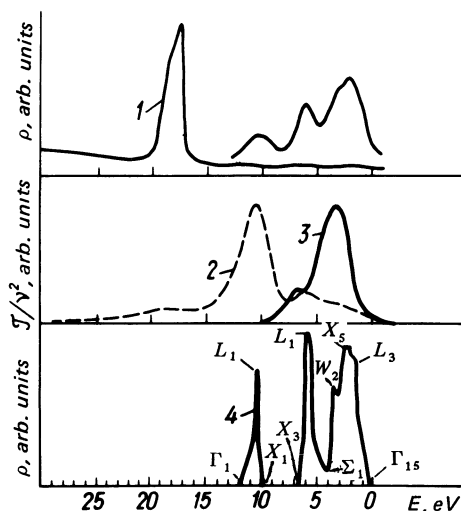 ρ, arb. units
1
J/ν², arb. units
2
3
ρ, arb. units
L₁
L₁
X₅
L₃
W₂
4
X₃
Γ₁
X₁
Σ₁
Γ₁₅
25 20 15 10 5 0 E, eV